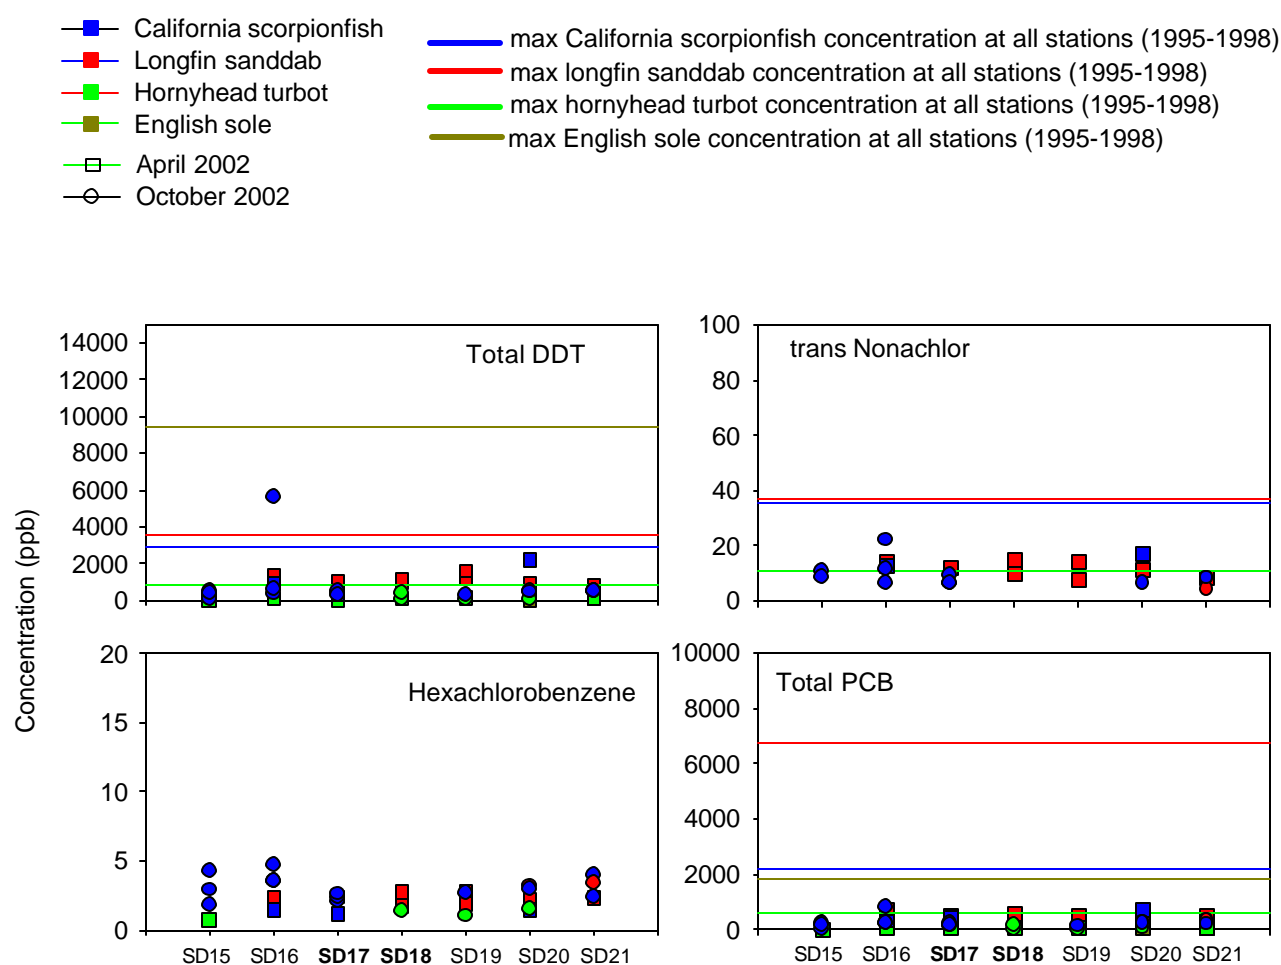 California scorpionfish
Longfin sanddab
Hornyhead turbot
English sole
April 2002
October 2002
max California scorpionfish concentration at all stations (1995-1998)
max longfin sanddab concentration at all stations (1995-1998)
max hornyhead turbot concentration at all stations (1995-1998)
max English sole concentration at all stations (1995-1998)
Concentration (ppb)
Total DDT
14000
12000
10000
8000
6000
4000
2000
0
trans Nonachlor
100
80
60
40
20
0
Hexachlorobenzene
20
15
10
5
0
SD15 SD16 SD17 SD18 SD19 SD20 SD21
Total PCB
10000
8000
6000
4000
2000
0
SD15 SD16 SD17 SD18 SD19 SD20 SD21